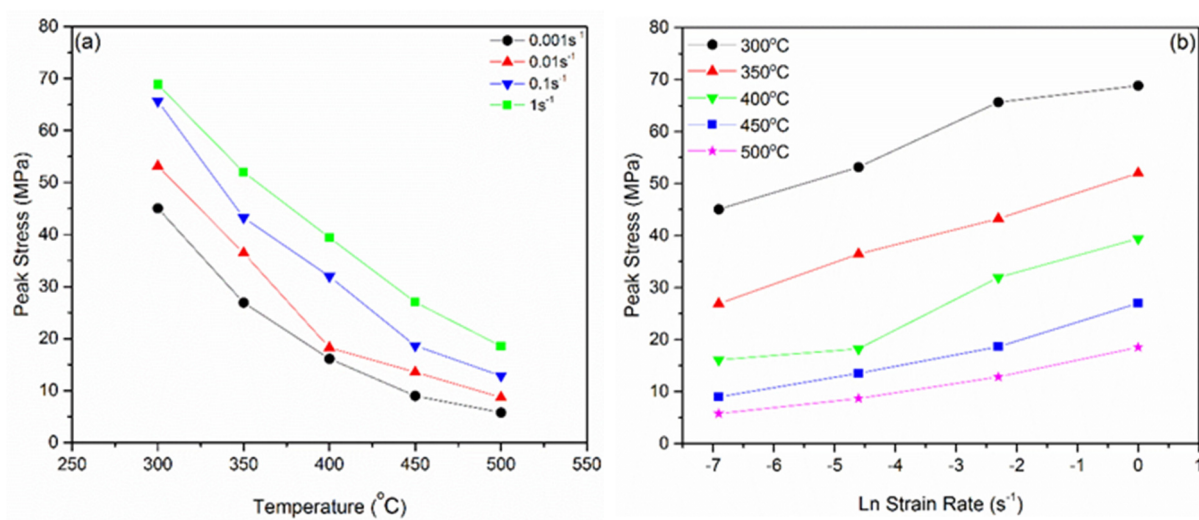 (a)
0.001s⁻¹
0.01s⁻¹
0.1s⁻¹
1s⁻¹
80
70
60
50
40
30
20
10
0
Peak Stress (MPa)
250 300 350 400 450 500 550
Temperature (°C)
(b)
300°C
350°C
400°C
450°C
500°C
80
70
60
50
40
30
20
10
0
Peak Stress (MPa)
-7 -6 -5 -4 -3 -2 -1 0 1
Ln Strain Rate (s⁻¹)